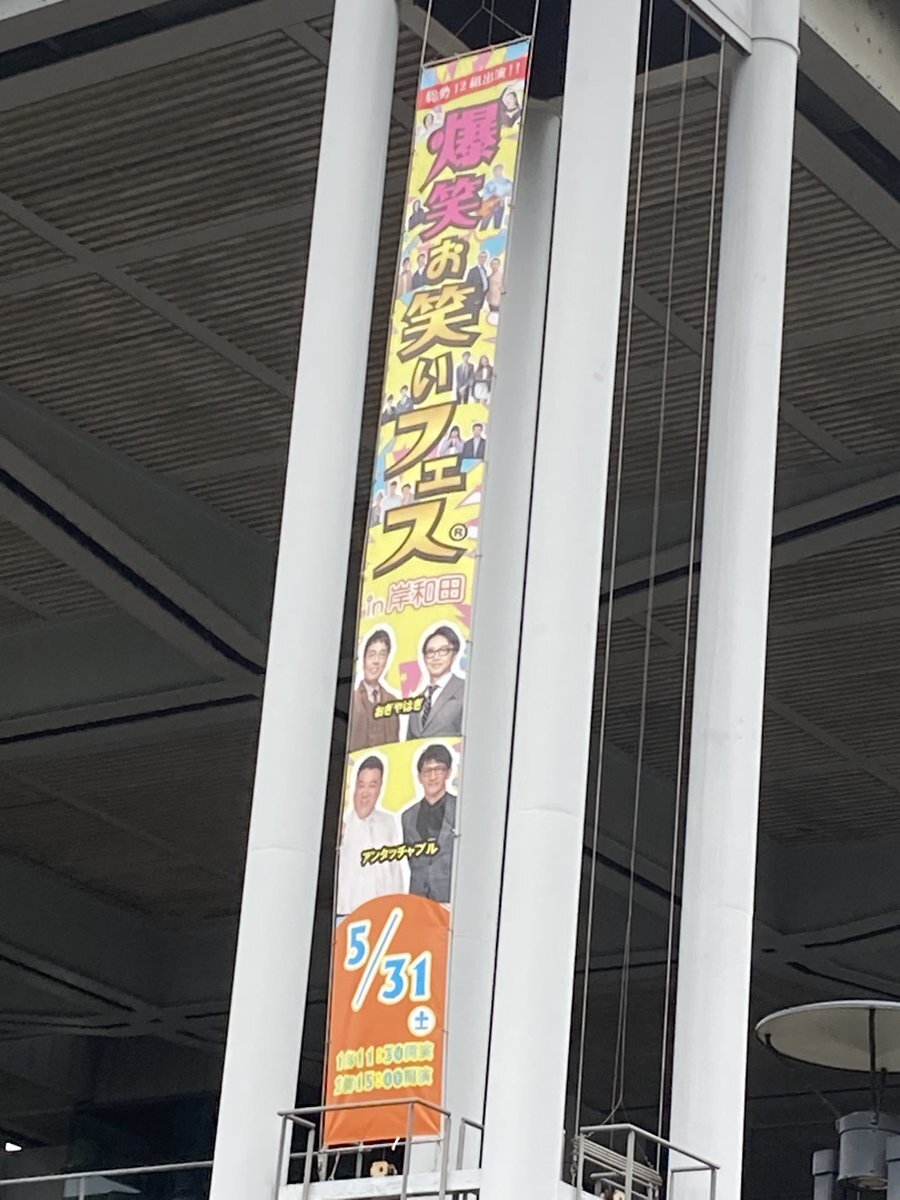 総勢12組出演!!
爆笑お笑いフェス®
in 岸和田
おぎやはぎ
アンタッチャブル
5/31
土
1部11:30開演
2部15:00開演